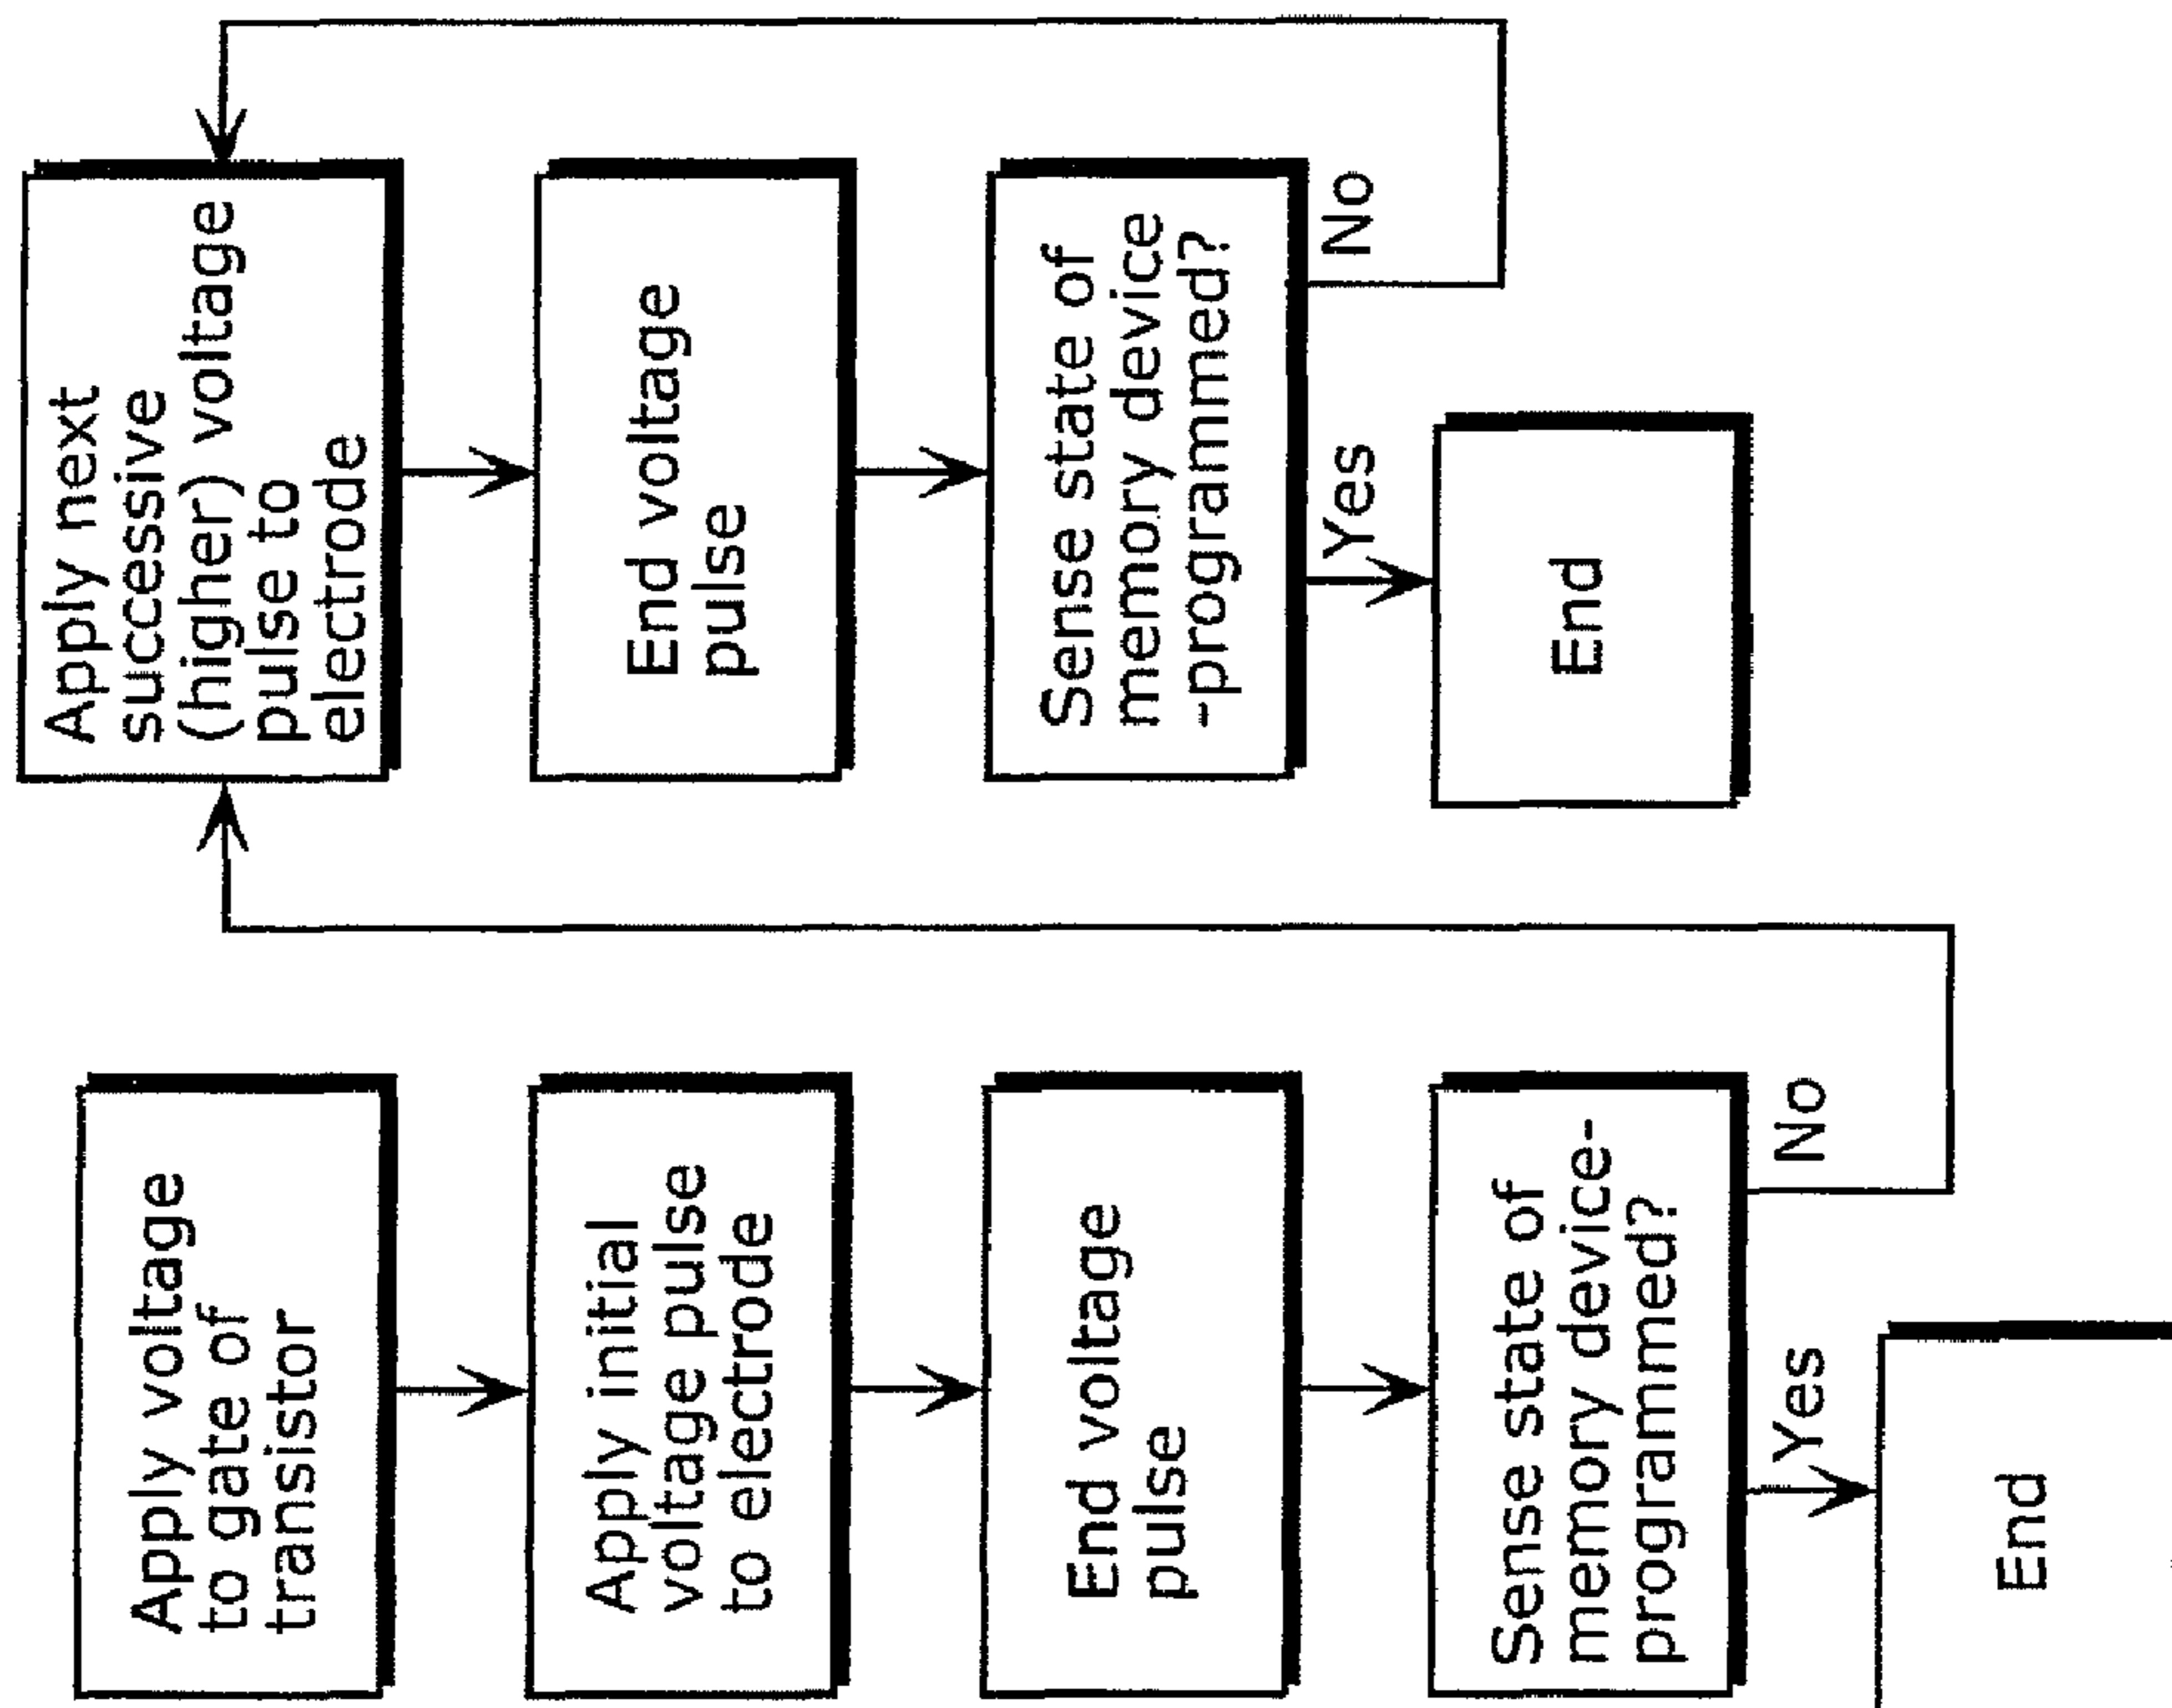 Apply voltage
to gate of
transistor
Apply initial
voltage pulse
to electrode
End voltage
pulse
Sense state of
memory device-
programmed?
Yes
No
End
Apply next
successive
(higher) voltage
pulse to
electrode
End voltage
pulse
Sense state of
memory device
-programmed?
Yes
No
End